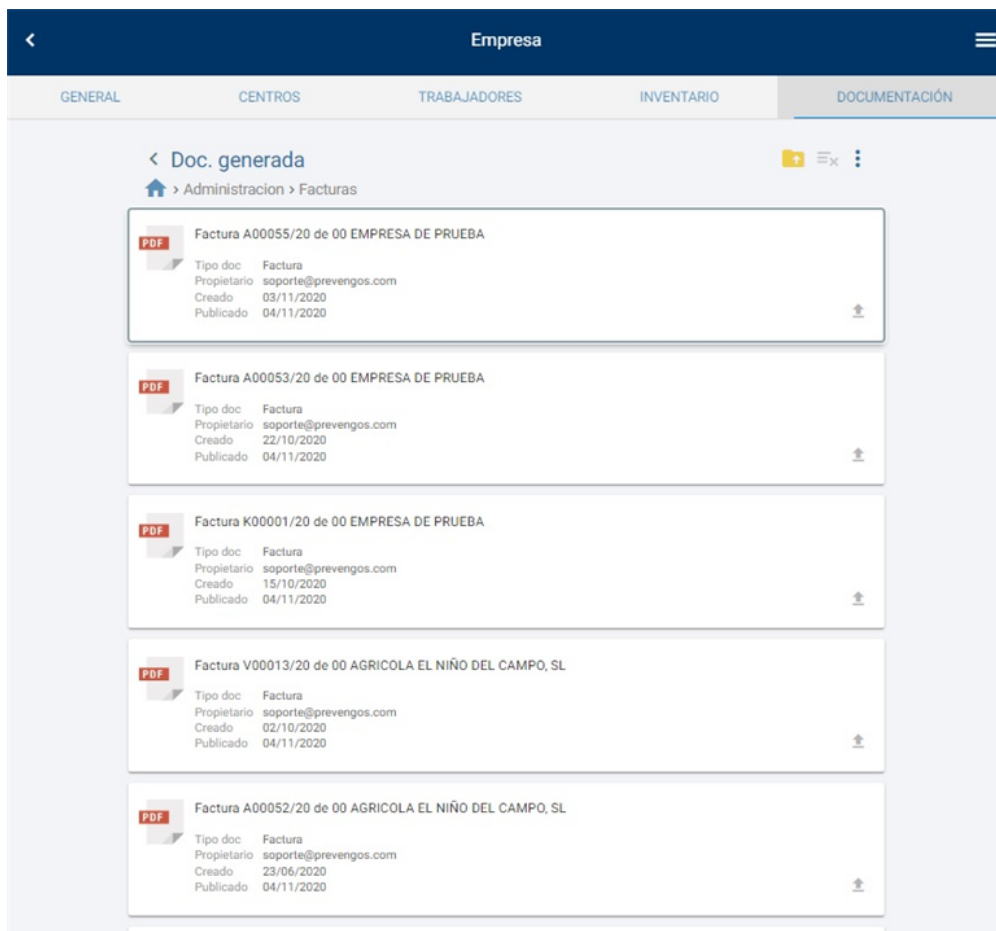 Empresa
GENERAL CENTROS TRABAJADORES INVENTARIO DOCUMENTACIÓN
Doc. generada
› Administracion › Facturas
PDF
Factura A00055/20 de 00 EMPRESA DE PRUEBA
Tipo doc Factura
Propietario soporte@prevengos.com
Creado 03/11/2020
Publicado 04/11/2020
PDF
Factura A00053/20 de 00 EMPRESA DE PRUEBA
Tipo doc Factura
Propietario soporte@prevengos.com
Creado 22/10/2020
Publicado 04/11/2020
PDF
Factura K00001/20 de 00 EMPRESA DE PRUEBA
Tipo doc Factura
Propietario soporte@prevengos.com
Creado 15/10/2020
Publicado 04/11/2020
PDF
Factura V00013/20 de 00 AGRICOLA EL NIÑO DEL CAMPO, SL
Tipo doc Factura
Propietario soporte@prevengos.com
Creado 02/10/2020
Publicado 04/11/2020
PDF
Factura A00052/20 de 00 AGRICOLA EL NIÑO DEL CAMPO, SL
Tipo doc Factura
Propietario soporte@prevengos.com
Creado 23/06/2020
Publicado 04/11/2020